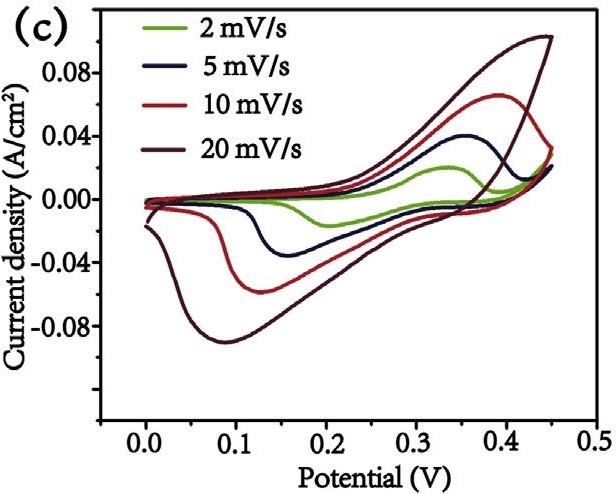 (c)
2 mV/s
5 mV/s
10 mV/s
20 mV/s
Current density (A/cm²)
0.08
0.04
0.00
-0.04
-0.08
0.0 0.1 0.2 0.3 0.4 0.5
Potential (V)